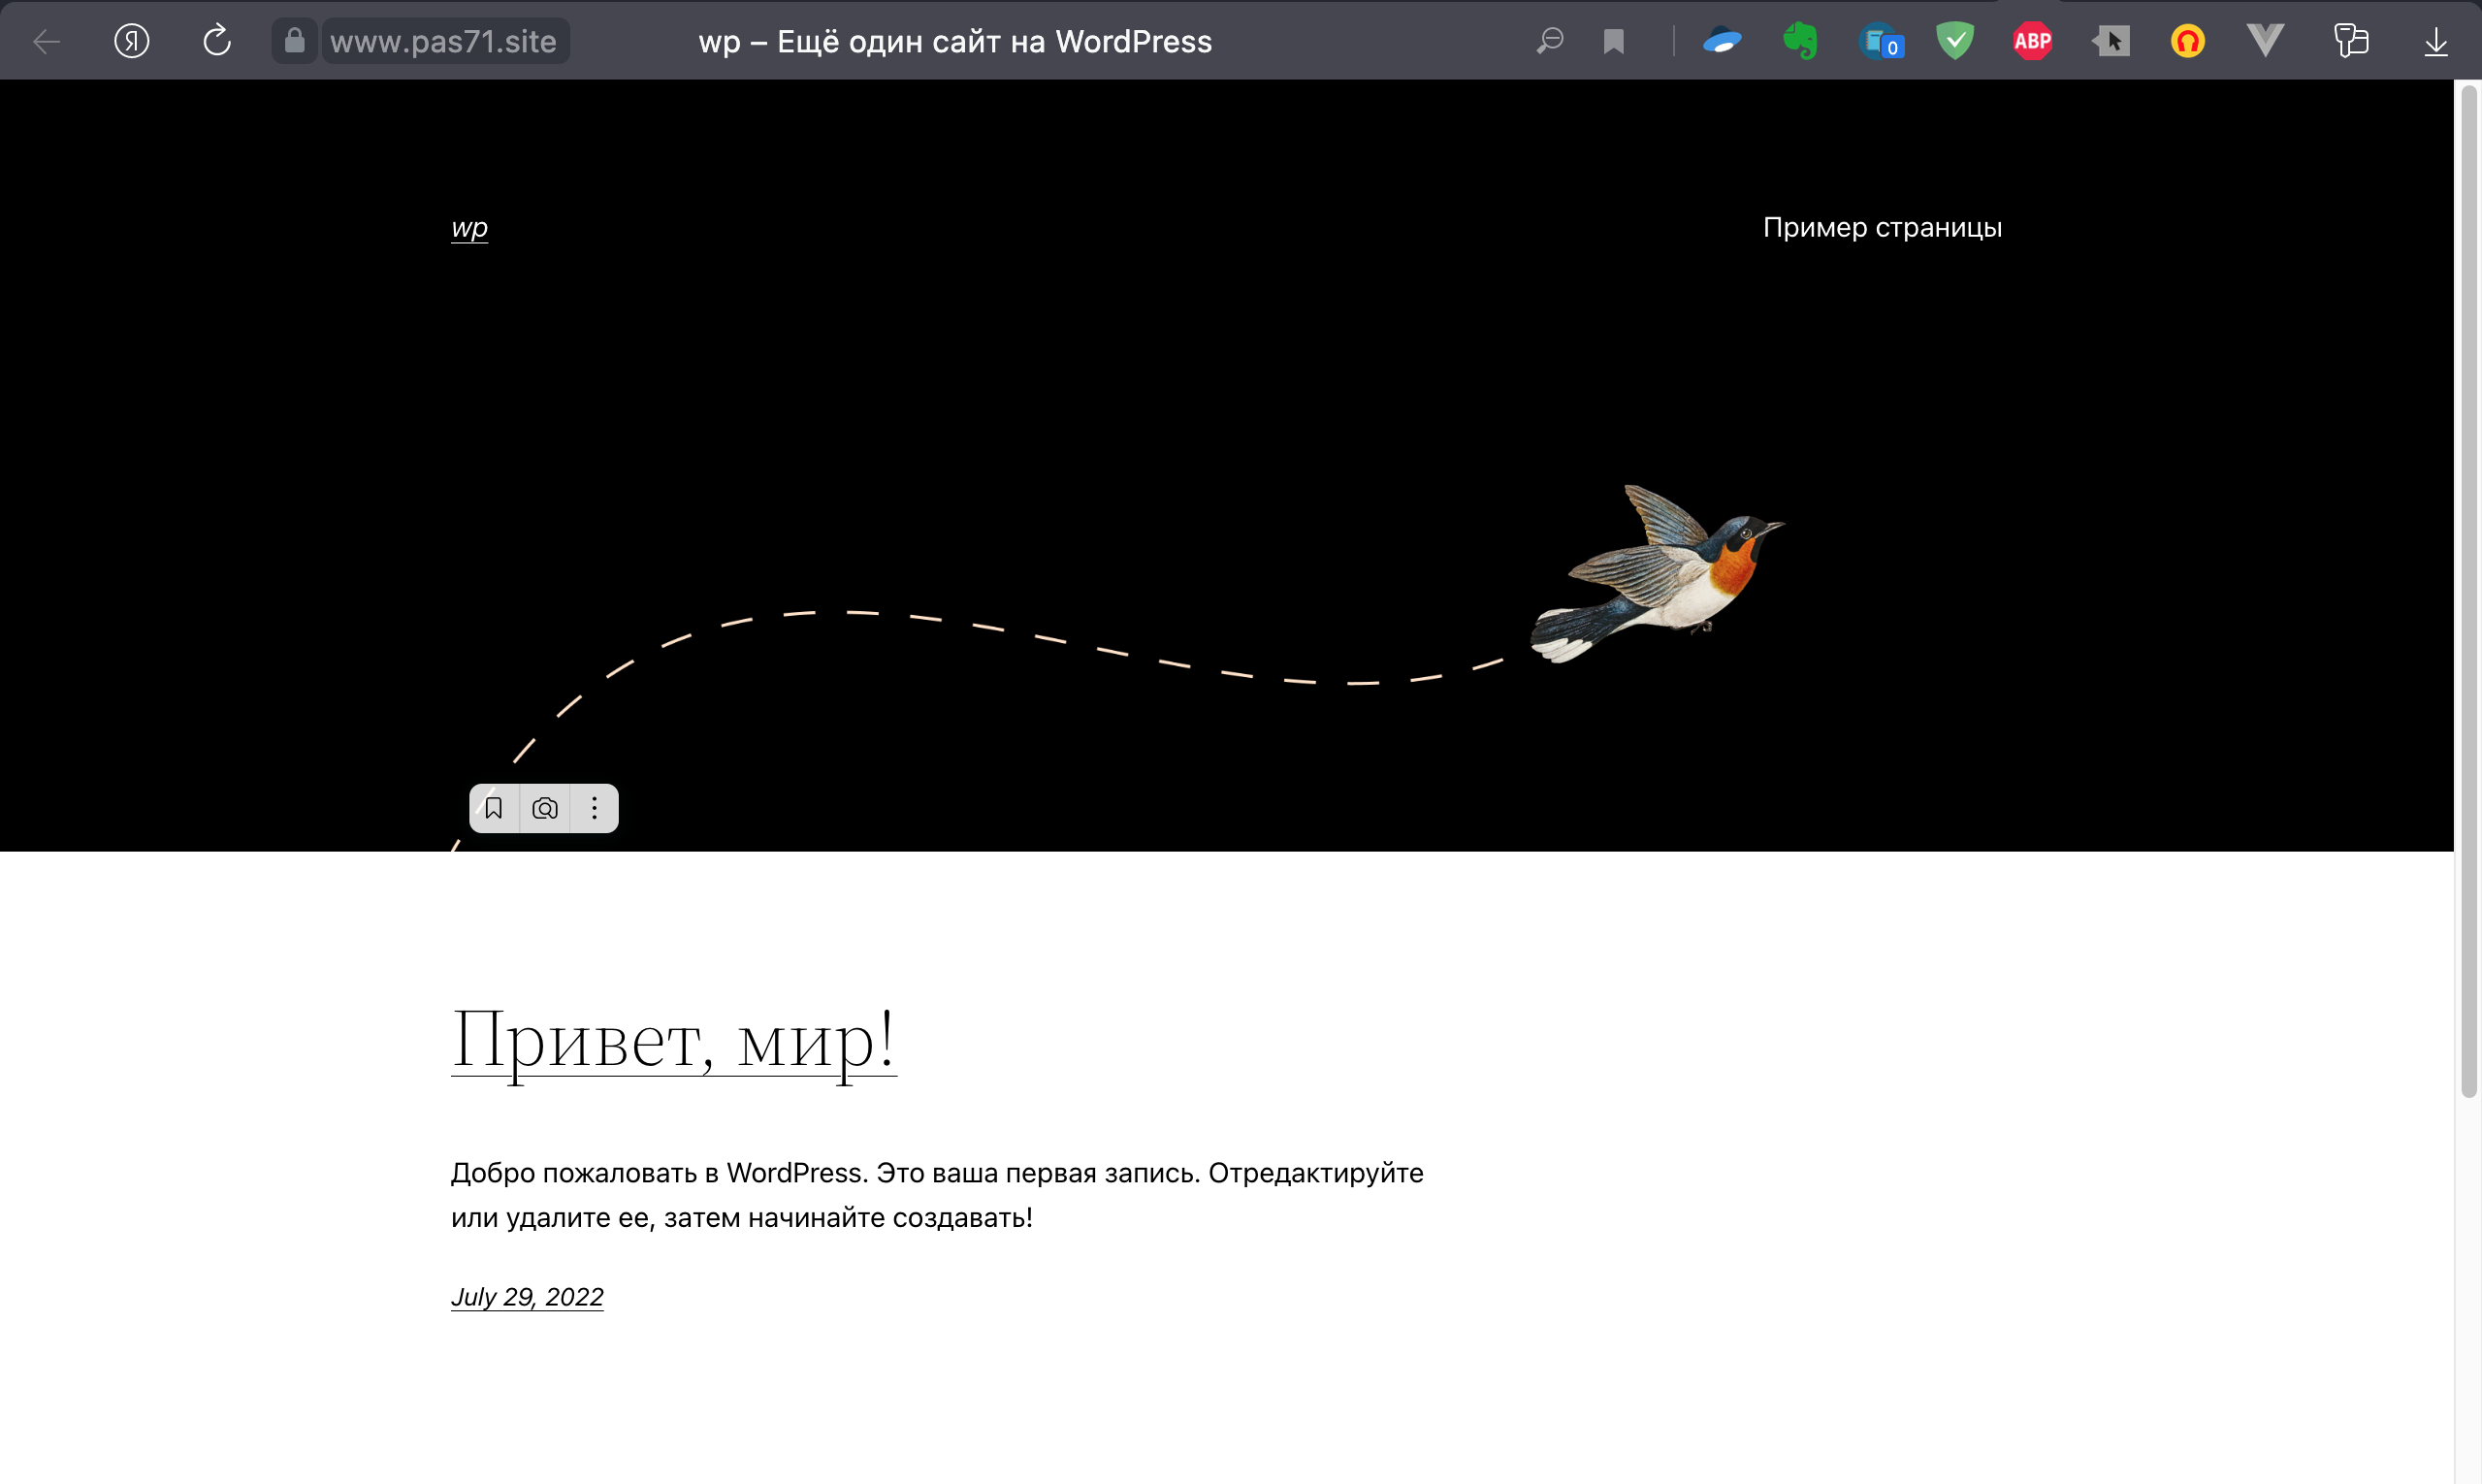 www.pas71.site
wp – Ещё один сайт на WordPress
0
ABP
wp
Пример страницы
Привет, мир!
Добро пожаловать в WordPress. Это ваша первая запись. Отредактируйте
или удалите ее, затем начинайте создавать!
July 29, 2022